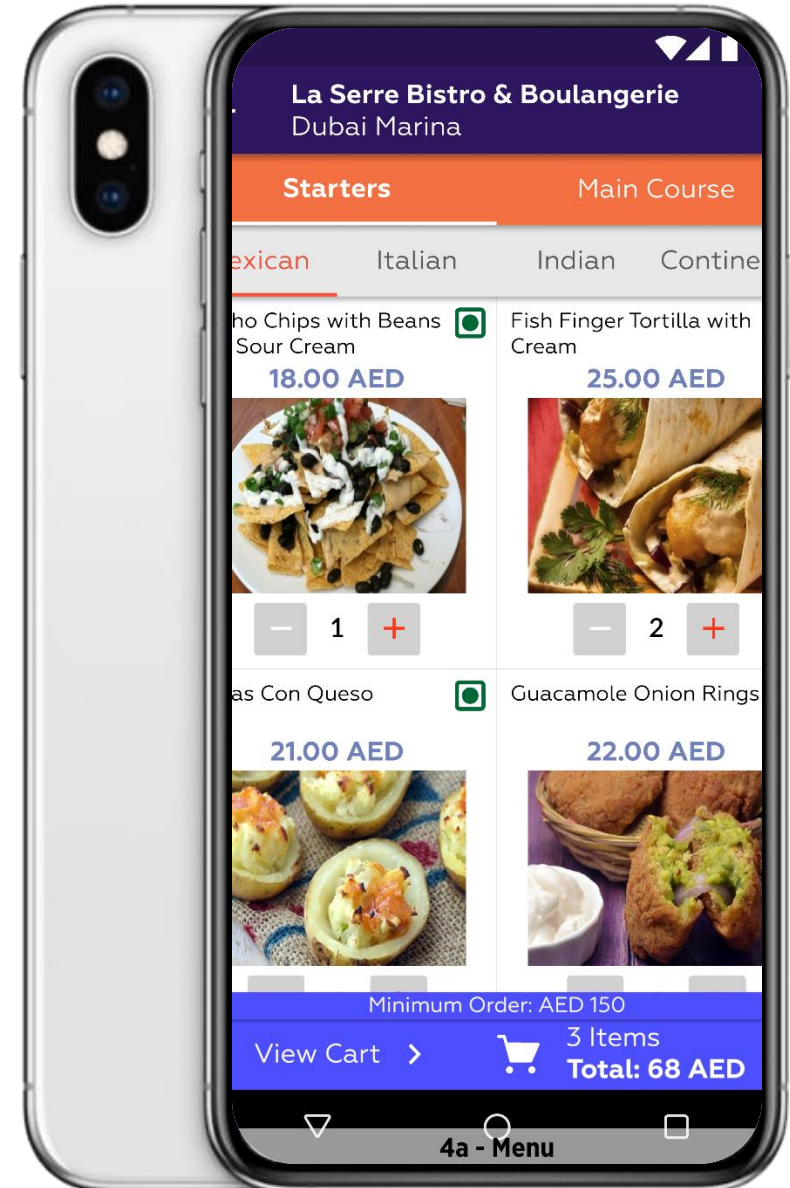 La Serre Bistro & Boulangerie
Dubai Marina
Starters
Main Course
exican
Italian
Indian
Contine
ho Chips with Beans
Sour Cream
18.00 AED
Fish Finger Tortilla with
Cream
25.00 AED
− 1 +
− 2 +
as Con Queso
21.00 AED
Guacamole Onion Rings
22.00 AED
Minimum Order: AED 150
View Cart >
3 Items
Total: 68 AED
4a - Menu